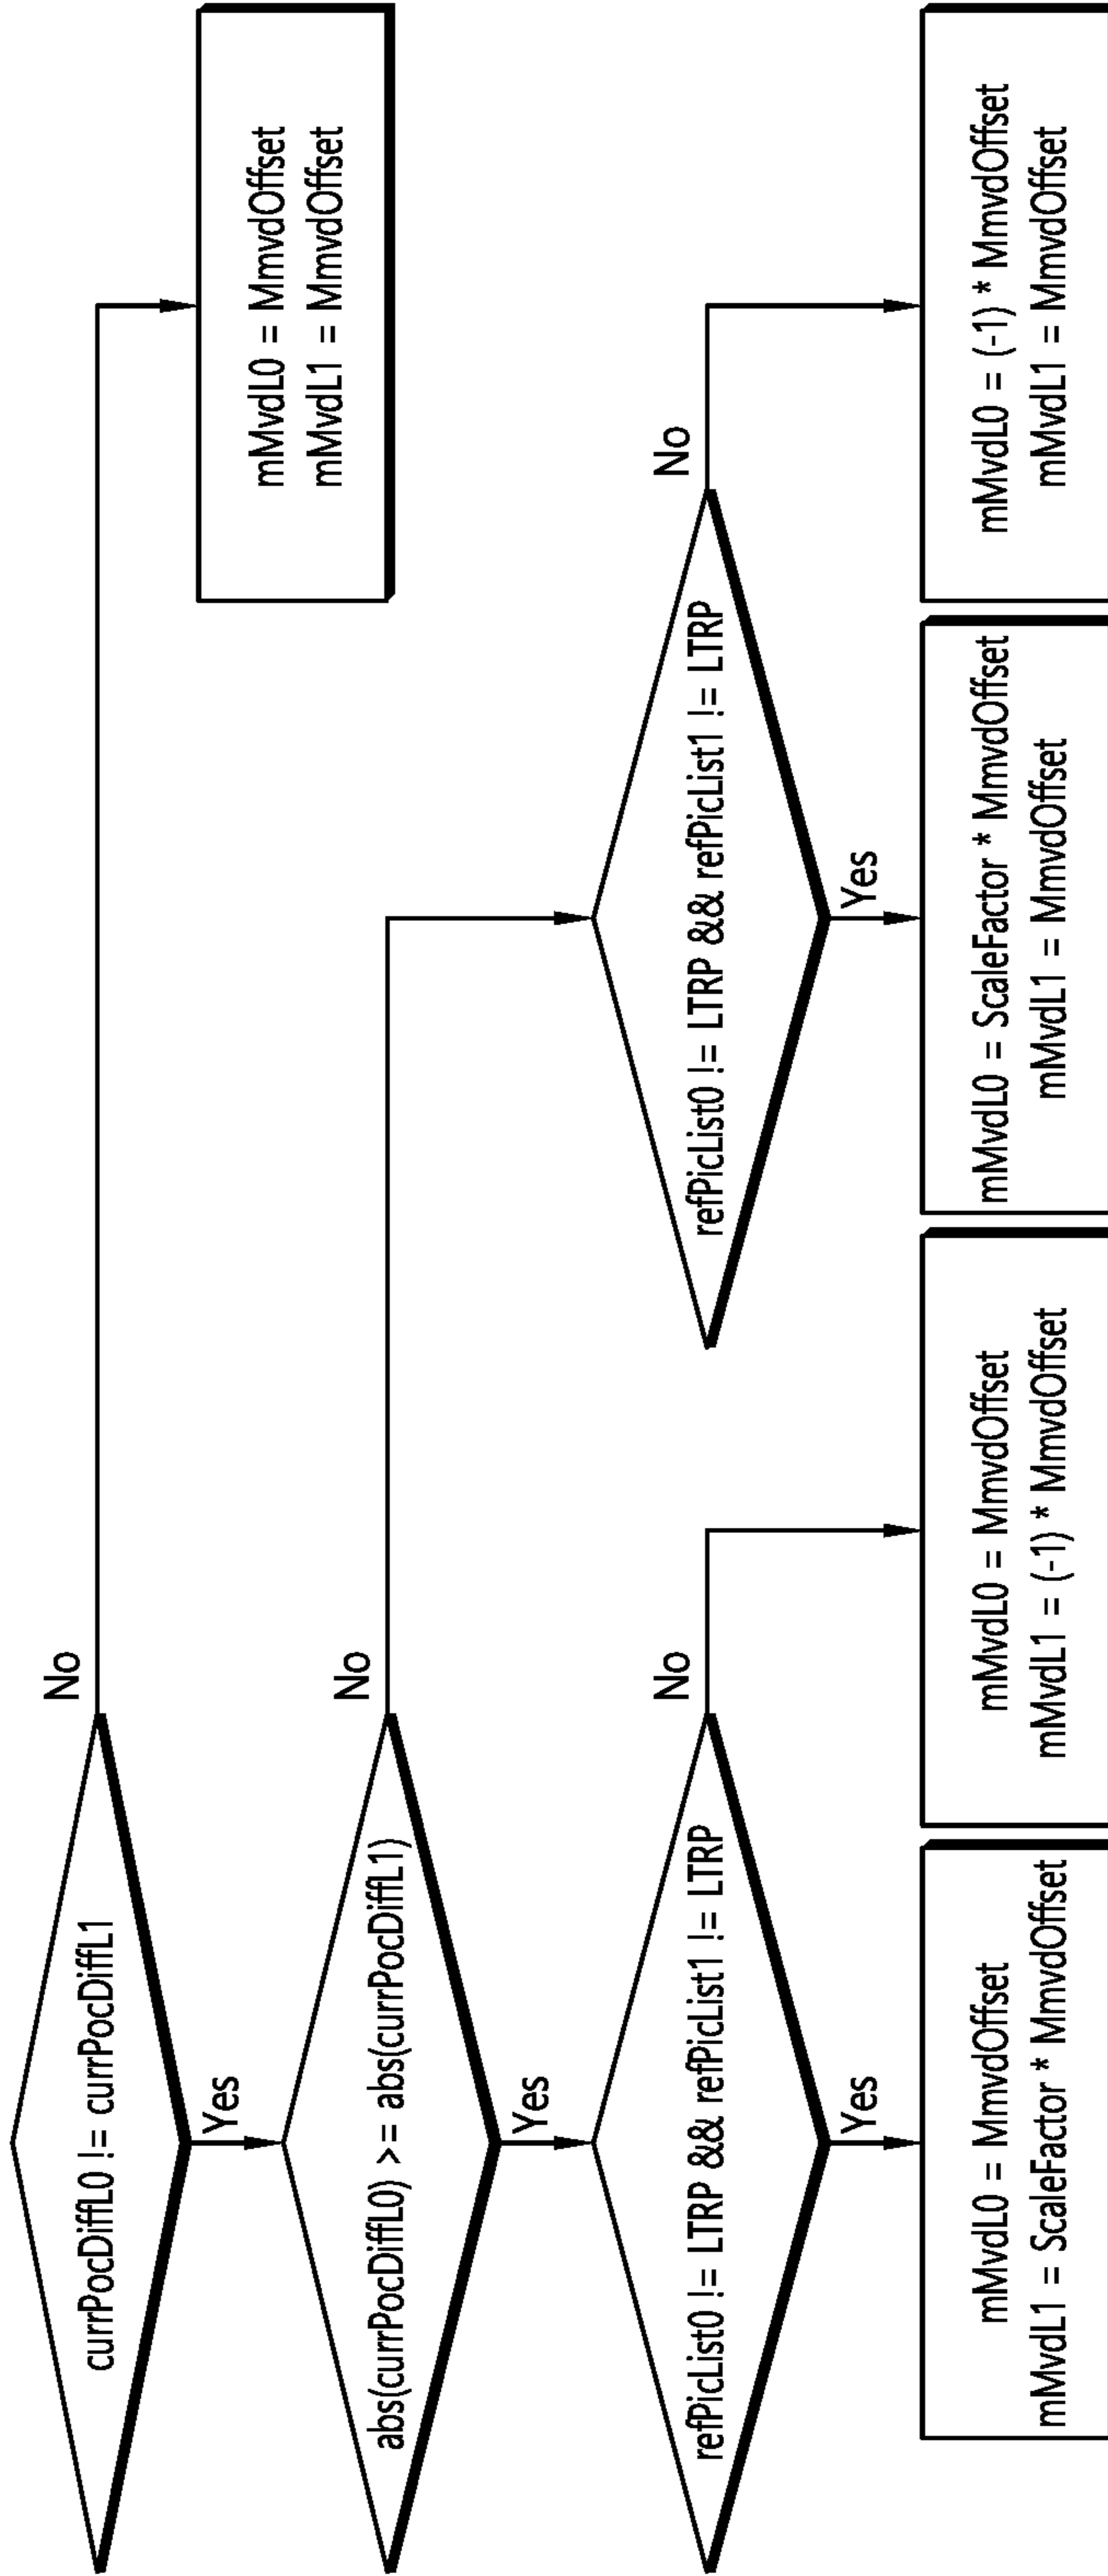 currPocDiffL0 != currPocDiffL1
No
Yes
mMvdL0 = MmvdOffset
mMvdL1 = MmvdOffset
abs(currPocDiffL0) >= abs(currPocDiffL1)
No
Yes
refPicList0 != LTRP && refPicList1 != LTRP
No
Yes
refPicList0 != LTRP && refPicList1 != LTRP
No
Yes
mMvdL0 = MmvdOffset
mMvdL1 = ScaleFactor * MmvdOffset
mMvdL0 = MmvdOffset
mMvdL1 = (-1) * MmvdOffset
mMvdL0 = ScaleFactor * MmvdOffset
mMvdL1 = MmvdOffset
mMvdL0 = (-1) * MmvdOffset
mMvdL1 = MmvdOffset